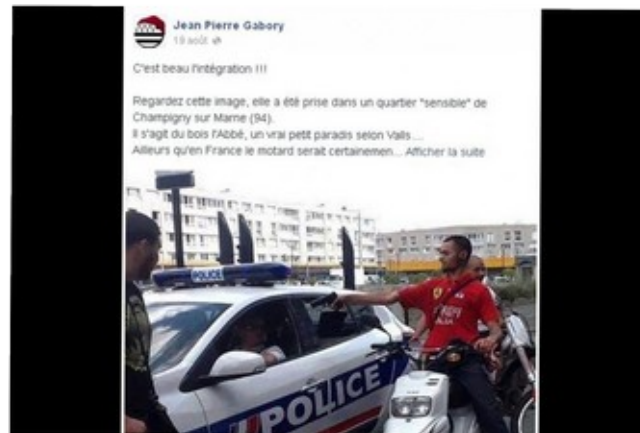 Jean Pierre Gabory
19 août
C'est beau l'intégration !!!
Regardez cette image, elle a été prise dans un quartier "sensible" de
Champigny sur Marne (94).
Il s'agit du bois l'Abbé, un vrai petit paradis selon Valls....
Ailleurs qu'en France le motard serait certainemen... Afficher la suite
POLICE
POLICE